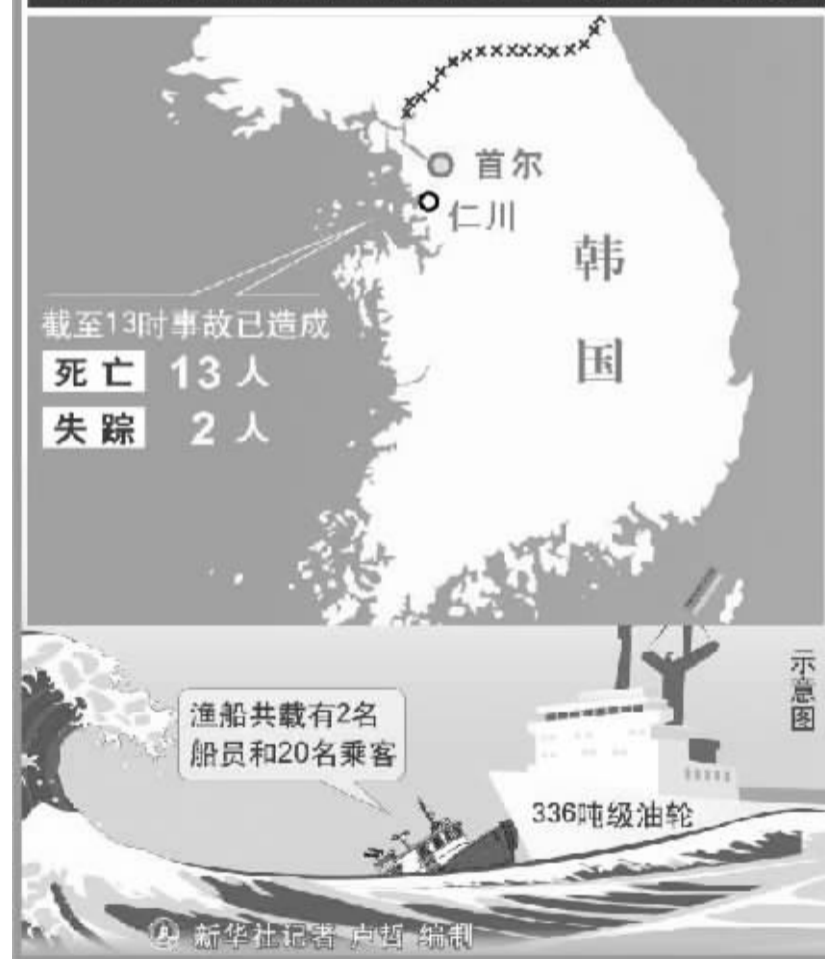 首尔
仁川
韩
国
截至13时事故已造成
死亡 13人
失踪 2人
示意图
渔船共载有2名
船员和20名乘客
336吨级油轮
新华社记者 卢哲 编制